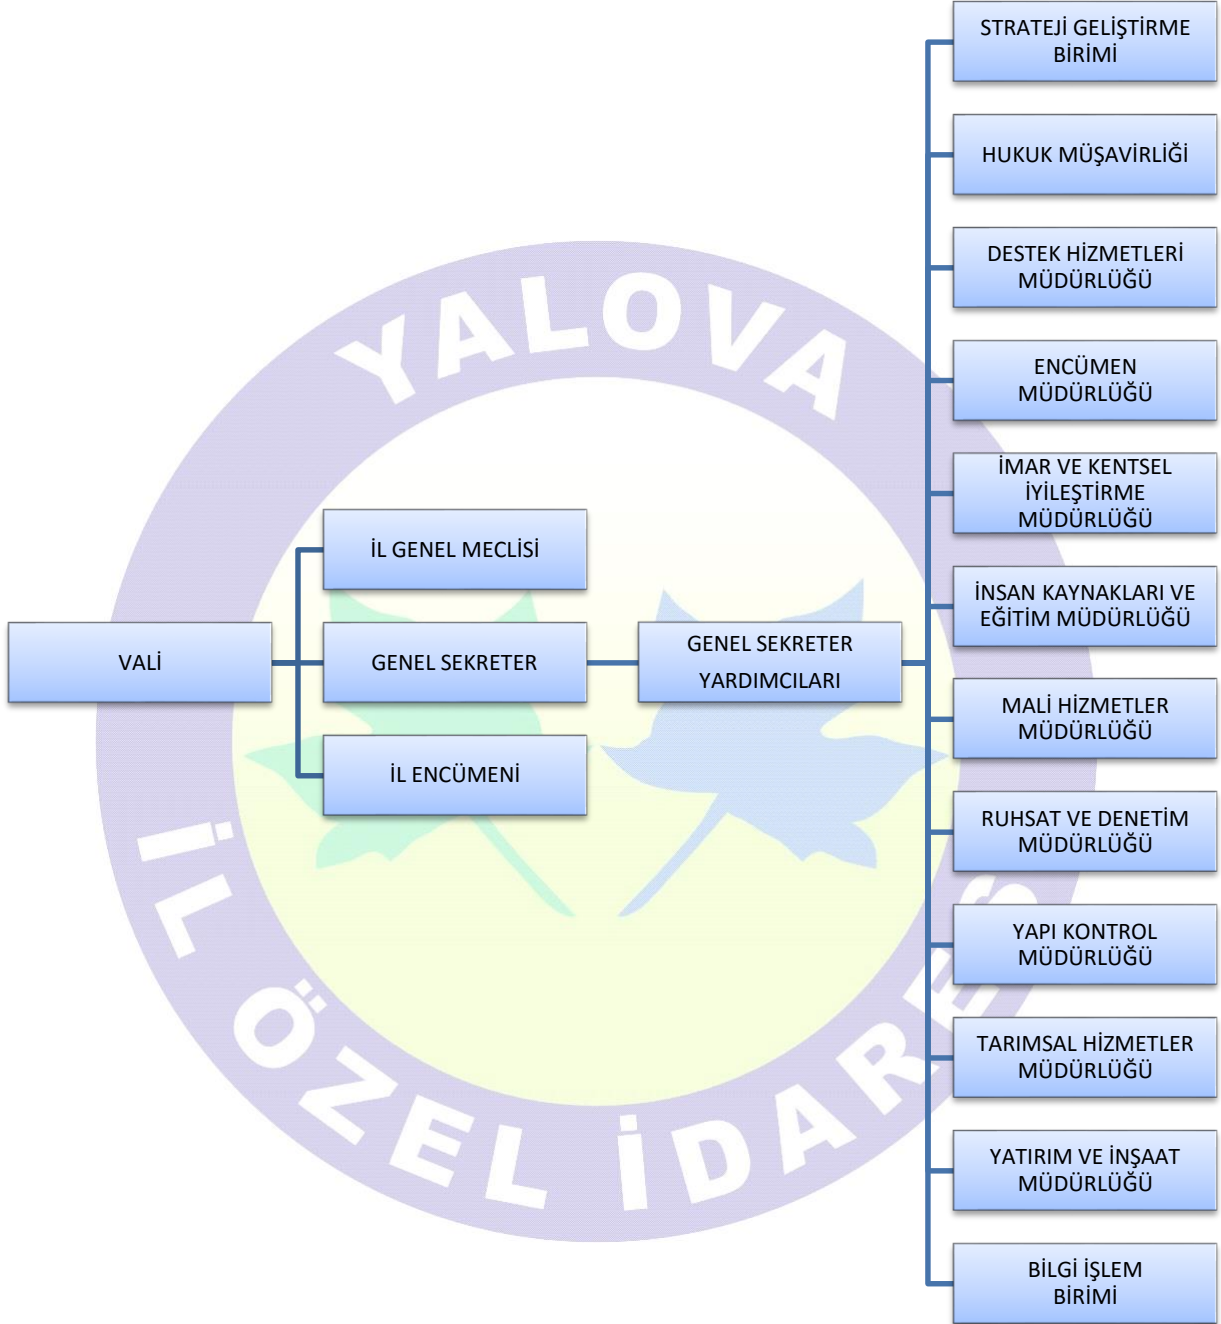 STRATEJİ GELİŞTİRME
BİRİMİ
HUKUK MÜŞAVİRLİĞİ
DESTEK HİZMETLERİ
MÜDÜRLÜĞÜ
ENCÜMEN
MÜDÜRLÜĞÜ
İMAR VE KENTSEL
İYİLEŞTİRME
MÜDÜRLÜĞÜ
İL GENEL MECLİSİ
İNSAN KAYNAKLARI VE
EĞİTİM MÜDÜRLÜĞÜ
VALİ
GENEL SEKRETER
GENEL SEKRETER
YARDIMCILARI
MALİ HİZMETLER
MÜDÜRLÜĞÜ
İL ENCÜMENİ
RUHSAT VE DENETİM
MÜDÜRLÜĞÜ
YAPI KONTROL
MÜDÜRLÜĞÜ
TARIMSAL HİZMETLER
MÜDÜRLÜĞÜ
YATIRIM VE İNŞAAT
MÜDÜRLÜĞÜ
BİLGİ İŞLEM
BİRİMİ
YALOVA
İL ÖZEL İDARES